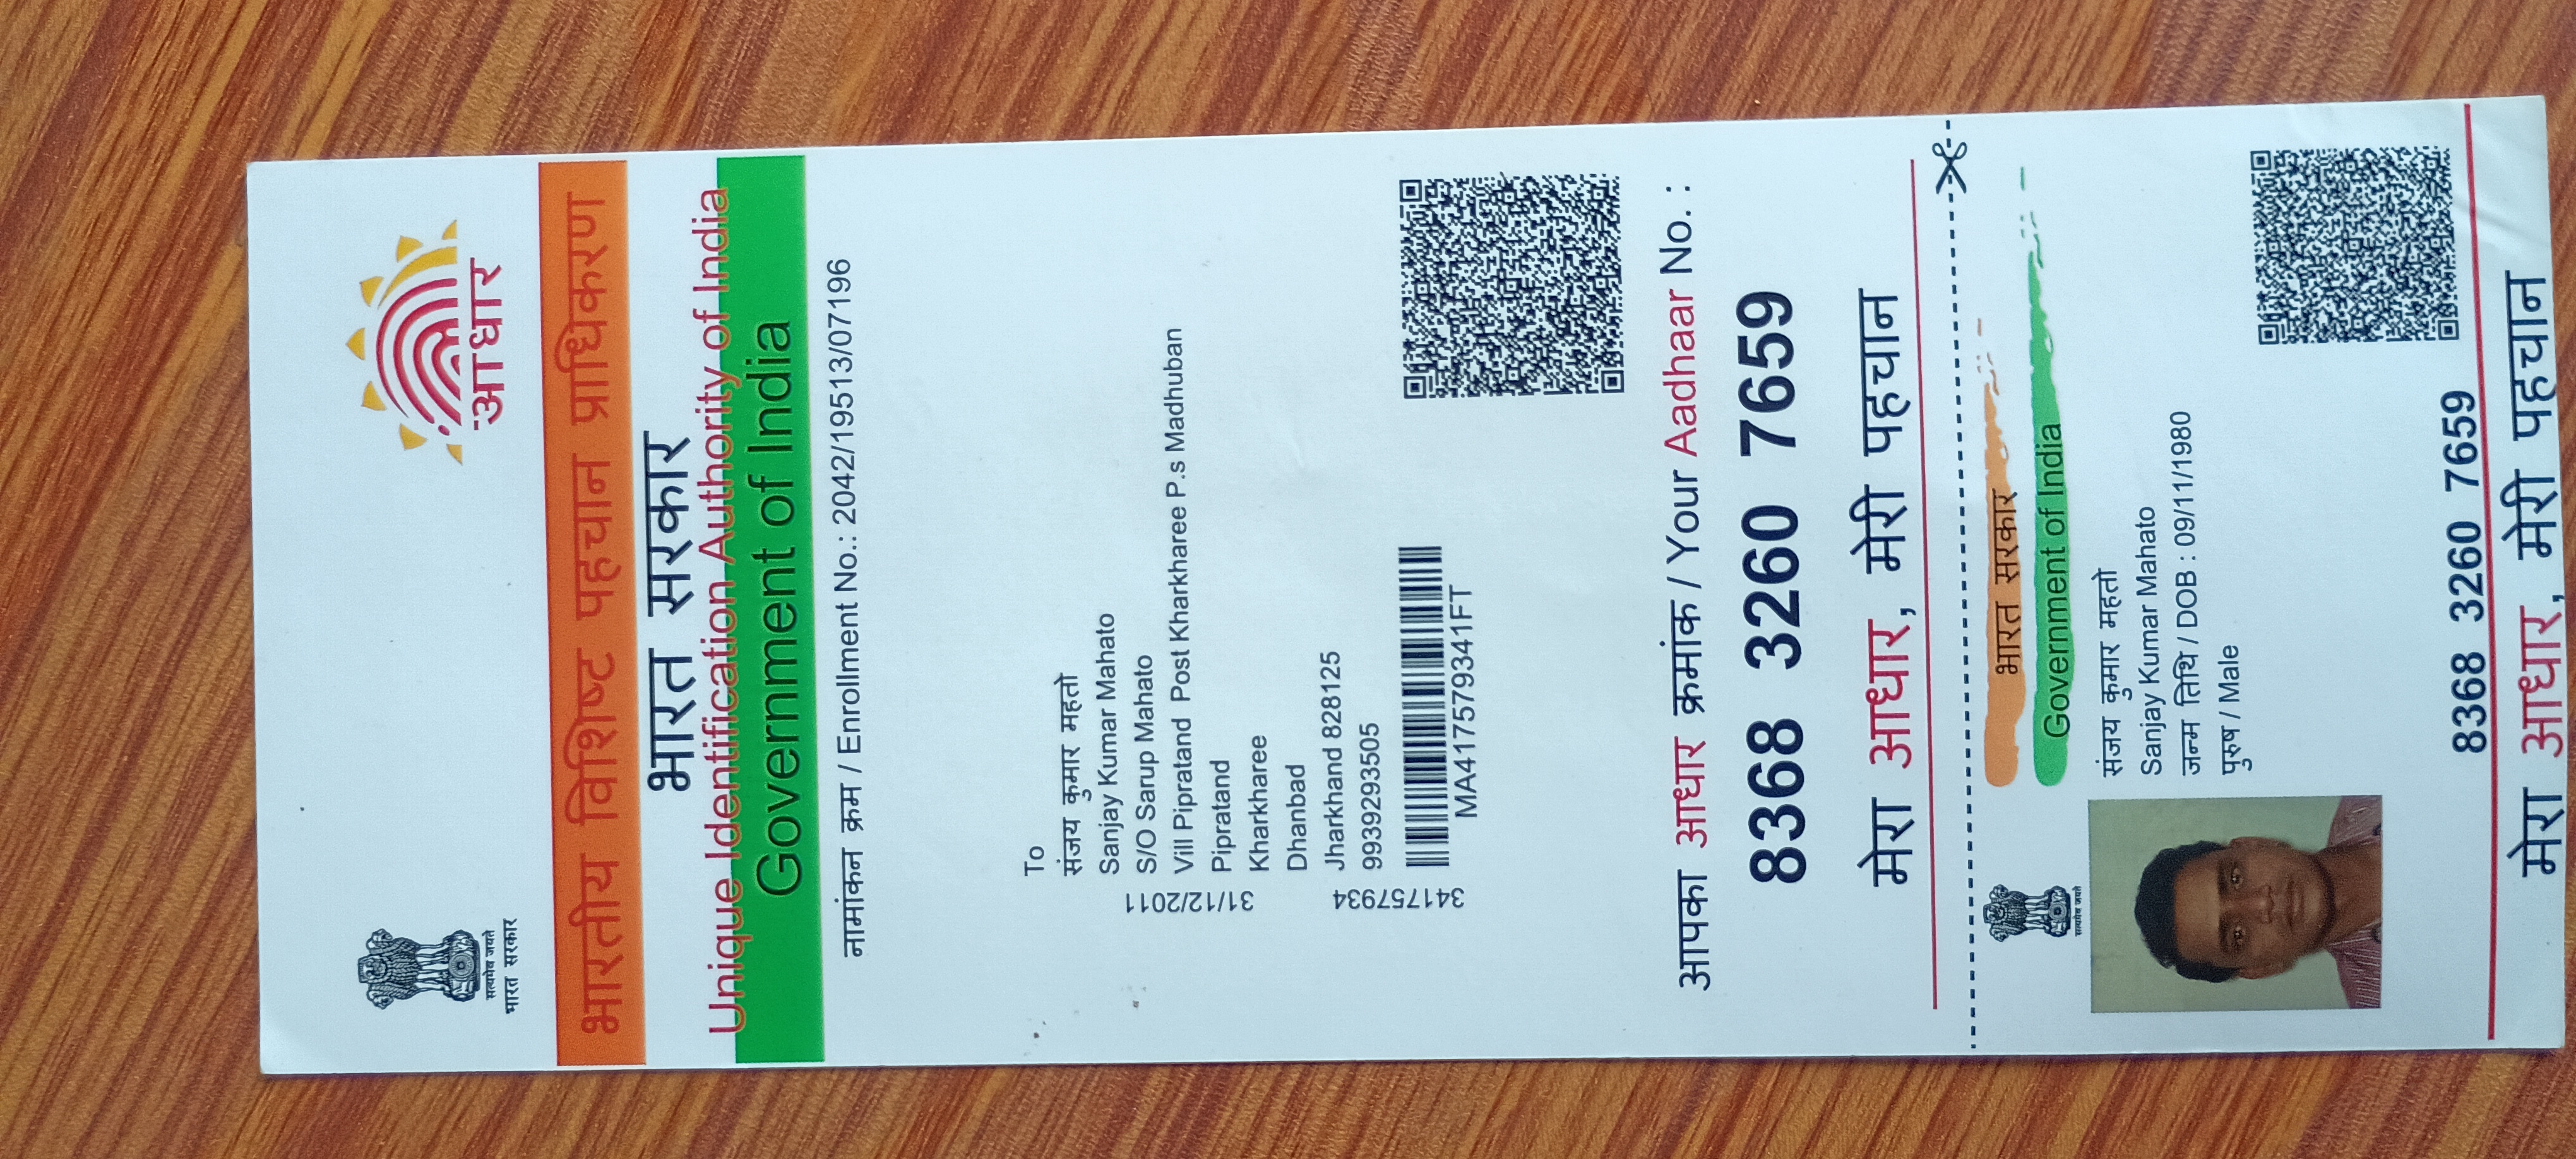 सत्यमेव जयते
भारत सरकार
आधार
भारतीय विशिष्ट पहचान प्राधिकरण
भारत सरकार
Unique Identification Authority of India
Government of India
नामांकन क्रम / Enrollment No.: 2042/19513/07196
To
संजय कुमार महतो
Sanjay Kumar Mahato
S/O Sarup Mahato
Vill Pipratand Post Kharkharee P.s Madhuban
Pipratand
Kharkharee
Dhanbad
Jharkhand 828125
9939293505
31/12/2011
341757934
MA417579341FT
आपका आधार क्रमांक / Your Aadhaar No. :
8368 3260 7659
मेरा आधार, मेरी पहचान
भारत सरकार
Government of India
सत्यमेव जयते
संजय कुमार महतो
Sanjay Kumar Mahato
जन्म तिथि / DOB : 09/11/1980
पुरुष / Male
8368 3260 7659
मेरा आधार, मेरी पहचान